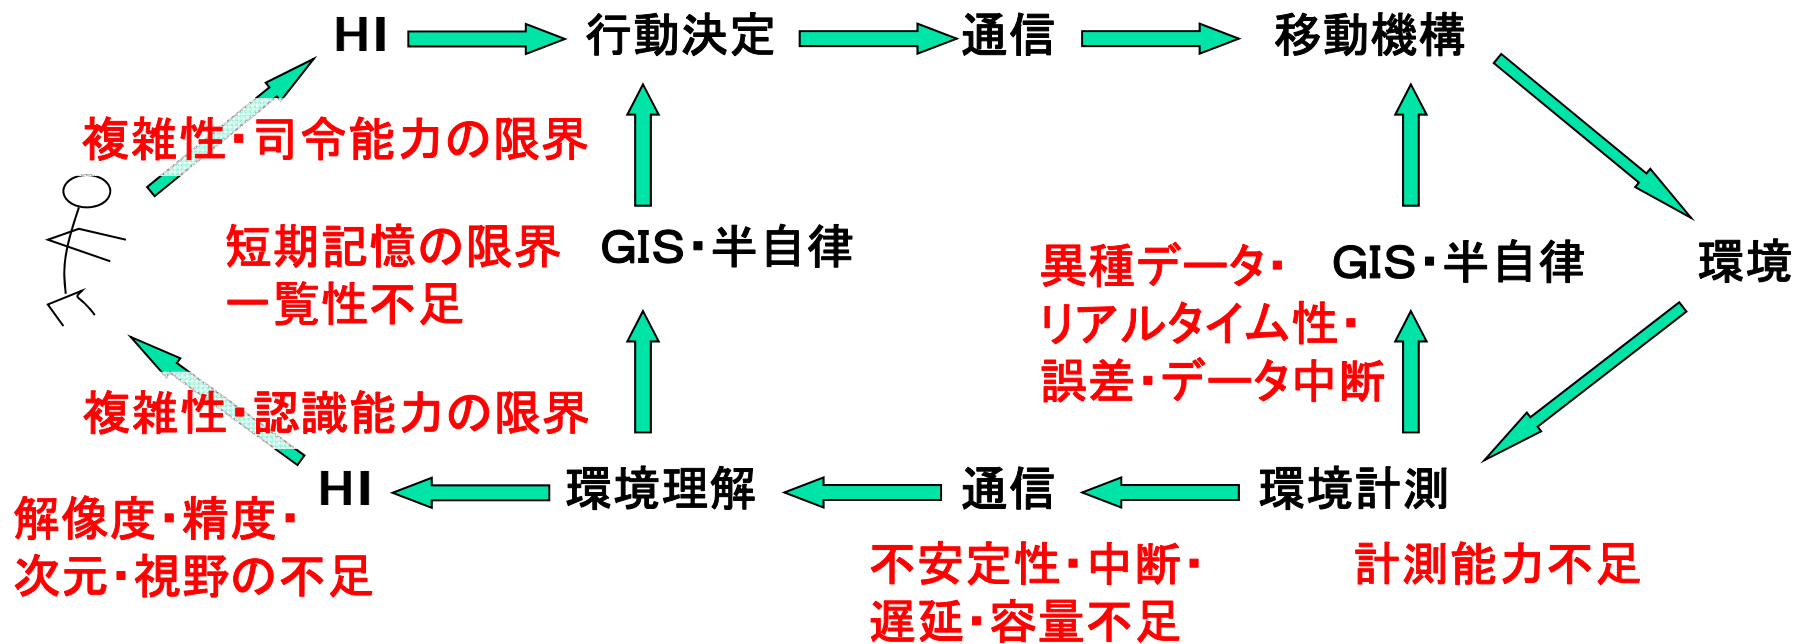 HI
行動決定
通信
移動機構
複雑性・司令能力の限界
短期記憶の限界
一覧性不足
GIS・半自律
異種データ・
リアルタイム性・
誤差・データ中断
GIS・半自律
環境
複雑性・認識能力の限界
HI
環境理解
通信
環境計測
解像度・精度・
次元・視野の不足
不安定性・中断・
遅延・容量不足
計測能力不足